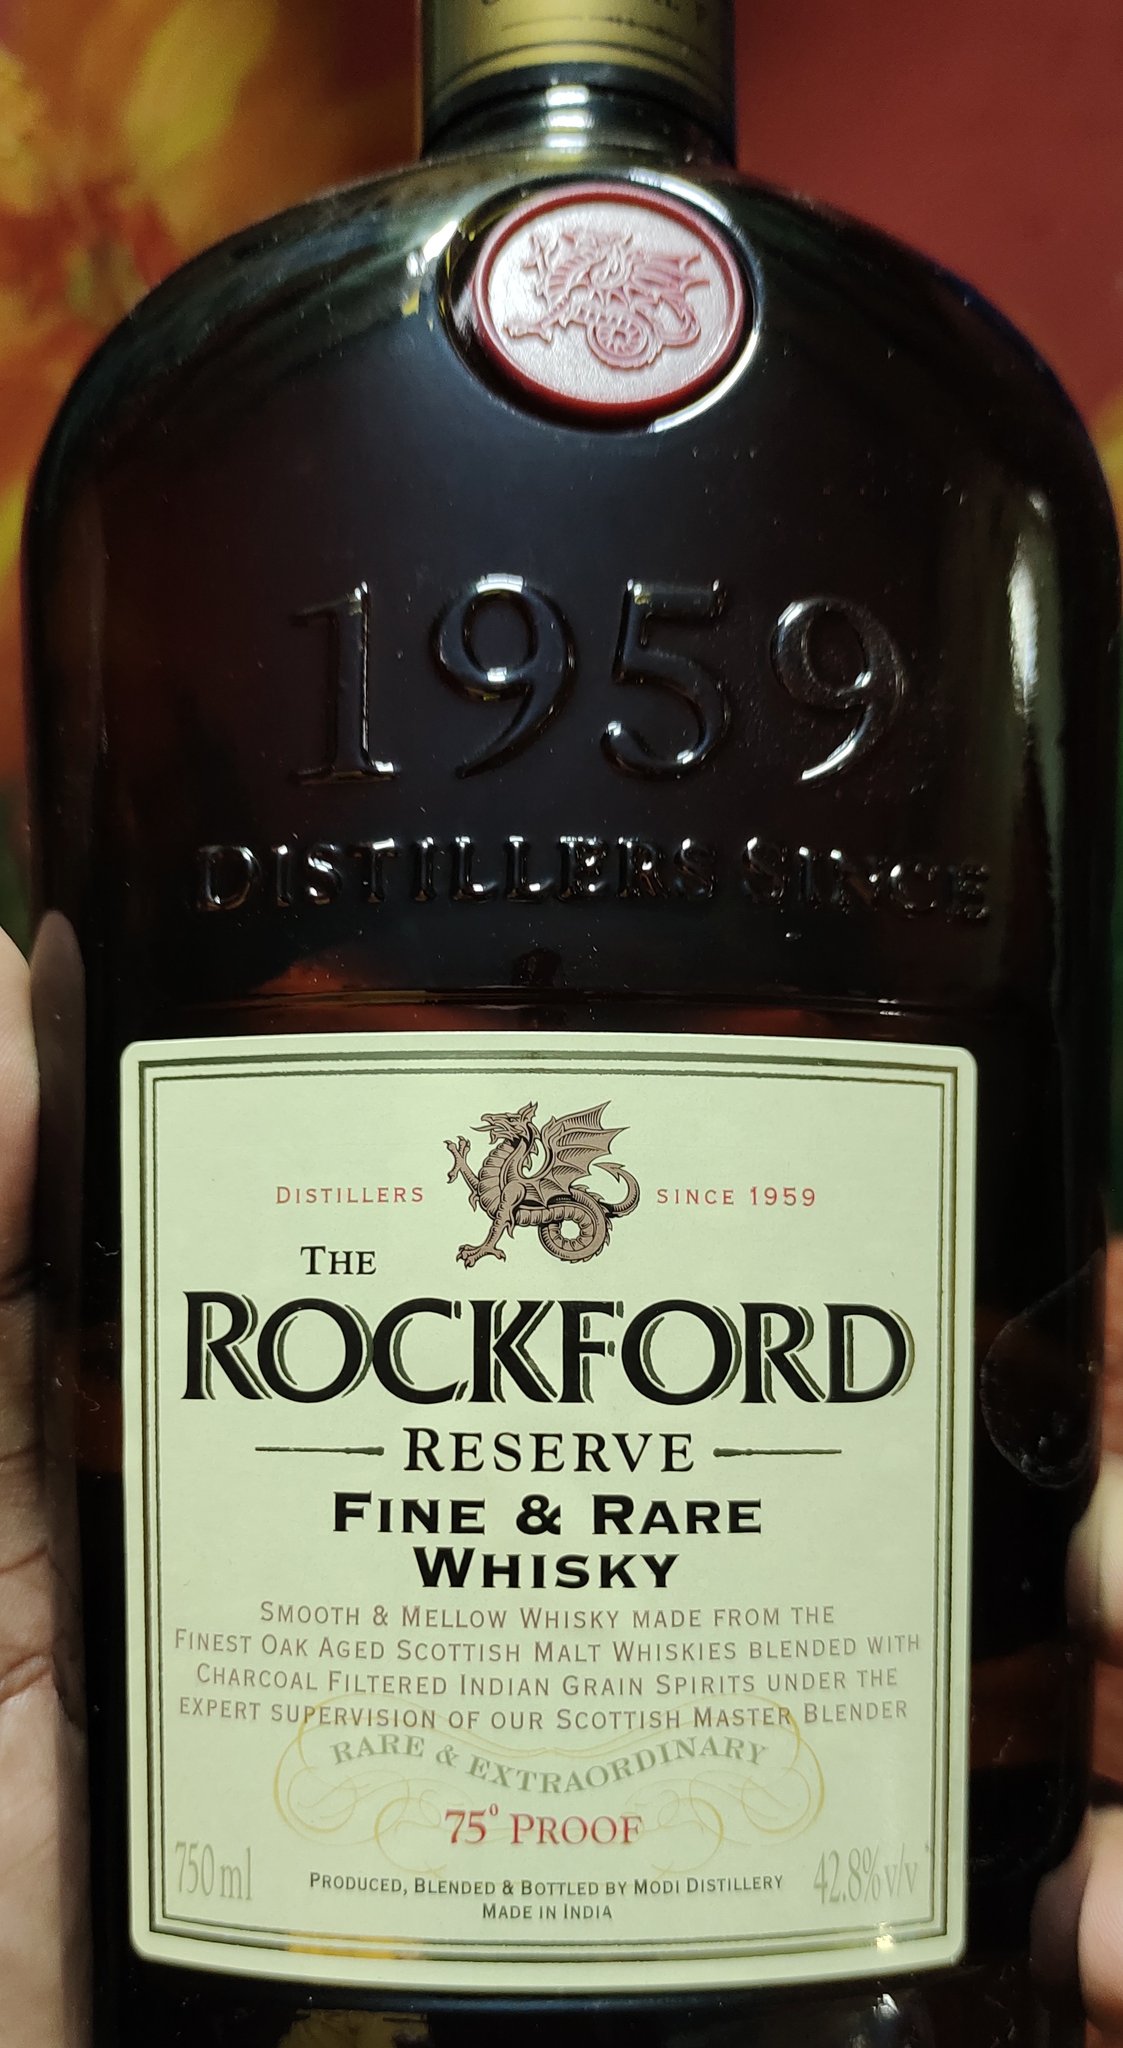 1959
DISTILLERS SINCE
DISTILLERS SINCE 1959
THE
ROCKFORD
RESERVE
FINE & RARE
WHISKY
SMOOTH & MELLOW WHISKY MADE FROM THE
FINEST OAK AGED SCOTTISH MALT WHISKIES BLENDED WITH
CHARCOAL FILTERED INDIAN GRAIN SPIRITS UNDER THE
EXPERT SUPERVISION OF OUR SCOTTISH MASTER BLENDER
RARE & EXTRAORDINARY
75° PROOF
750ml
PRODUCED, BLENDED & BOTTLED BY MODI DISTILLERY
42.8%v/v
MADE IN INDIA